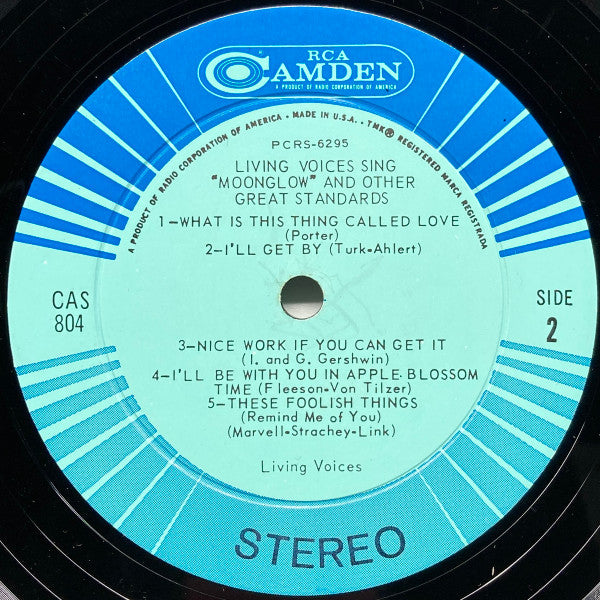 RCA
CAMDEN
A PRODUCT OF RADIO CORPORATION OF AMERICA
A PRODUCT OF RADIO CORPORATION OF AMERICA • MADE IN U.S.A. • TMK® REGISTERED MARCA REGISTRADA
PCRS-6295
LIVING VOICES SING
"MOONGLOW" AND OTHER
GREAT STANDARDS
1-WHAT IS THIS THING CALLED LOVE
(Porter)
2-I'LL GET BY (Turk-Ahlert)
CAS
804
SIDE
2
3-NICE WORK IF YOU CAN GET IT
(I. and G. Gershwin)
4-I'LL BE WITH YOU IN APPLE BLOSSOM
TIME (Fleeson-Von Tilzer)
5-THESE FOOLISH THINGS
(Remind Me of You)
(Marvell-Strachey-Link)
Living Voices
STEREO